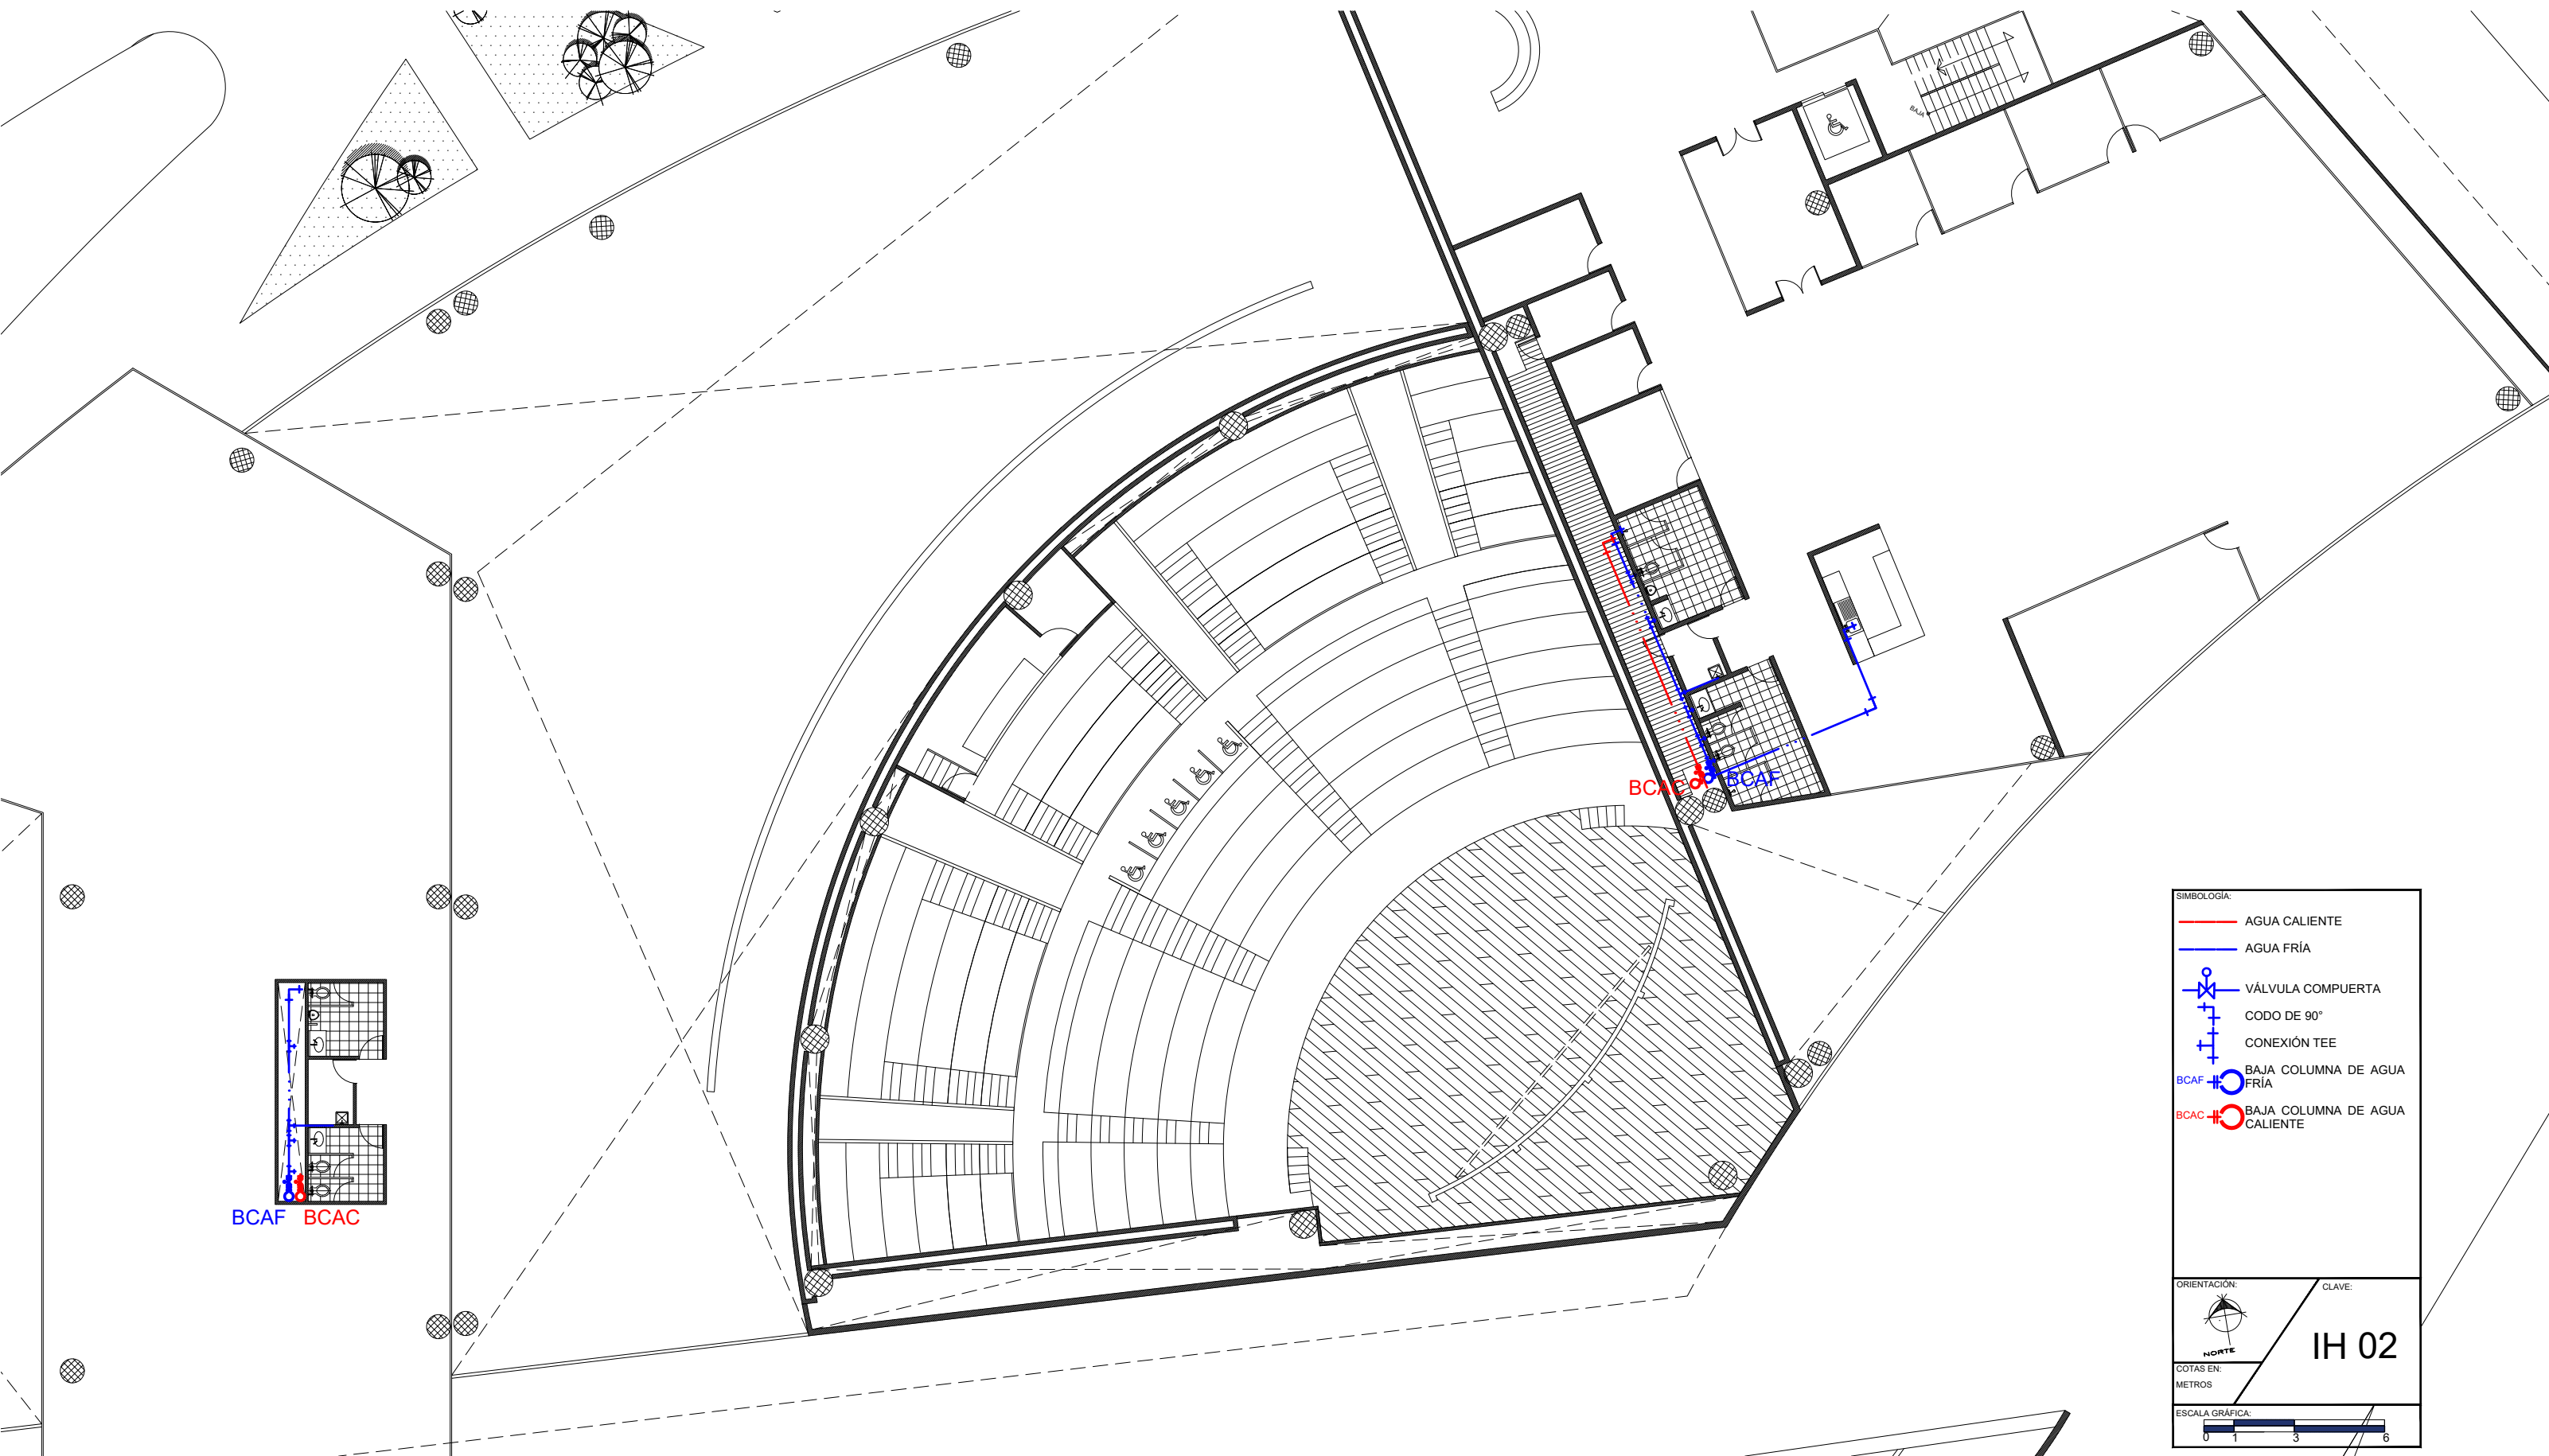 BAJA
BCAC
BCAF
BCAF
BCAC
SIMBOLOGÍA:
AGUA CALIENTE
AGUA FRÍA
VÁLVULA COMPUERTA
CODO DE 90°
CONEXIÓN TEE
BCAF
BAJA COLUMNA DE AGUA
FRÍA
BCAC
BAJA COLUMNA DE AGUA
CALIENTE
ORIENTACIÓN:
NORTE
CLAVE:
IH 02
COTAS EN:
METROS
ESCALA GRÁFICA:
0 1 3 6